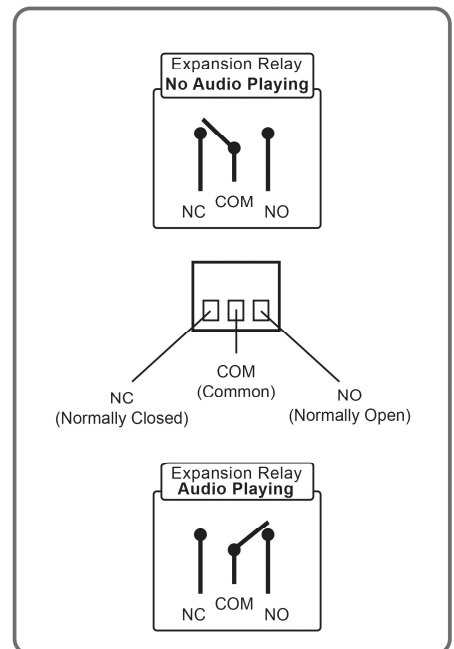 Expansion Relay
No Audio Playing
NC COM NO
COM
(Common)
NC
(Normally Closed)
NO
(Normally Open)
Expansion Relay
Audio Playing
NC COM NO